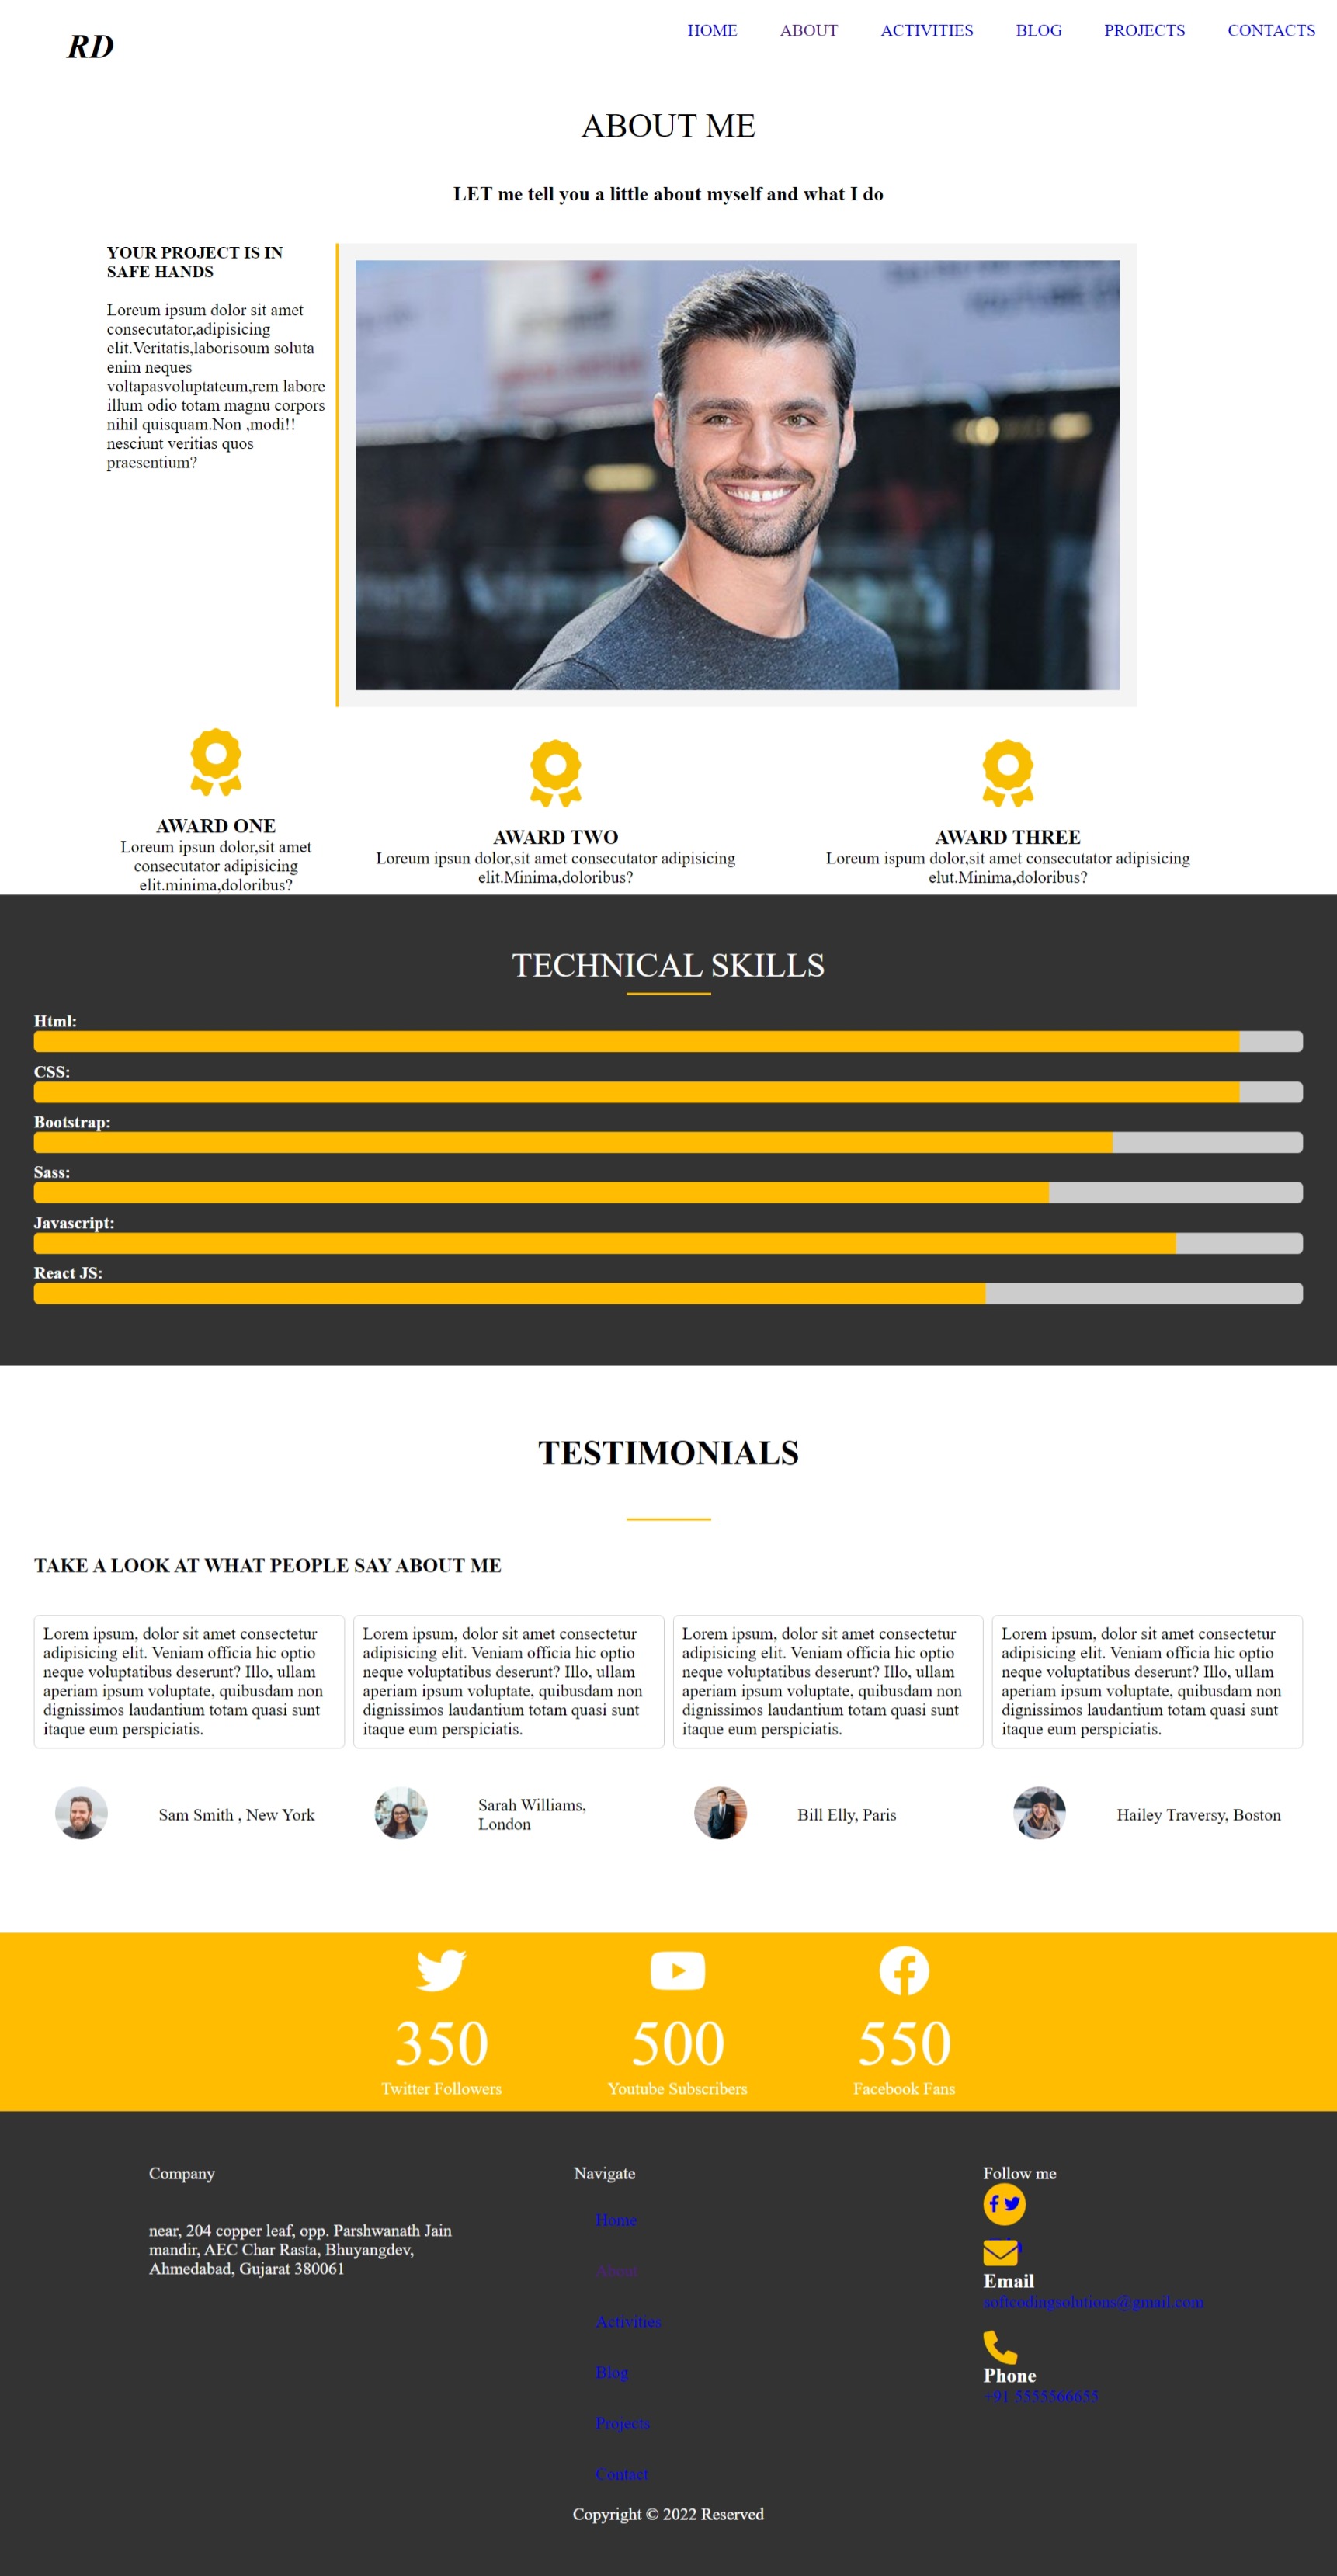 RD
HOME ABOUT ACTIVITIES BLOG PROJECTS CONTACTS
ABOUT ME
LET me tell you a little about myself and what I do
YOUR PROJECT IS IN
SAFE HANDS
Loreum ipsum dolor sit amet
consecutator,adipisicing
elit.Veritatis,laborisoum soluta
enim neques
voltapasvoluptateum,rem labore
illum odio totam magnu corpors
nihil quisquam.Non ,modi!!
nesciunt veritias quos
praesentium?
AWARD ONE
Loreum ipsun dolor,sit amet
consecutator adipisicing
elit.minima,doloribus?
AWARD TWO
Loreum ipsun dolor,sit amet consecutator adipisicing
elit.Minima,doloribus?
AWARD THREE
Loreum ispum dolor,sit amet consecutator adipisicing
elut.Minima,doloribus?
TECHNICAL SKILLS
Html:
CSS:
Bootstrap:
Sass:
Javascript:
React JS:
TESTIMONIALS
TAKE A LOOK AT WHAT PEOPLE SAY ABOUT ME
Lorem ipsum, dolor sit amet consectetur
adipisicing elit. Veniam officia hic optio
neque voluptatibus deserunt? Illo, ullam
aperiam ipsum voluptate, quibusdam non
dignissimos laudantium totam quasi sunt
itaque eum perspiciatis.
Lorem ipsum, dolor sit amet consectetur
adipisicing elit. Veniam officia hic optio
neque voluptatibus deserunt? Illo, ullam
aperiam ipsum voluptate, quibusdam non
dignissimos laudantium totam quasi sunt
itaque eum perspiciatis.
Lorem ipsum, dolor sit amet consectetur
adipisicing elit. Veniam officia hic optio
neque voluptatibus deserunt? Illo, ullam
aperiam ipsum voluptate, quibusdam non
dignissimos laudantium totam quasi sunt
itaque eum perspiciatis.
Lorem ipsum, dolor sit amet consectetur
adipisicing elit. Veniam officia hic optio
neque voluptatibus deserunt? Illo, ullam
aperiam ipsum voluptate, quibusdam non
dignissimos laudantium totam quasi sunt
itaque eum perspiciatis.
Sam Smith , New York
Sarah Williams,
London
Bill Elly, Paris
Hailey Traversy, Boston
350
Twitter Followers
500
Youtube Subscribers
550
Facebook Fans
Company
near, 204 copper leaf, opp. Parshwanath Jain
mandir, AEC Char Rasta, Bhuyangdev,
Ahmedabad, Gujarat 380061
Navigate
Home
About
Activities
Blog
Projects
Contact
Follow me
Email
softcodingsolutions@gmail.com
Phone
+91 5555566655
Copyright © 2022 Reserved